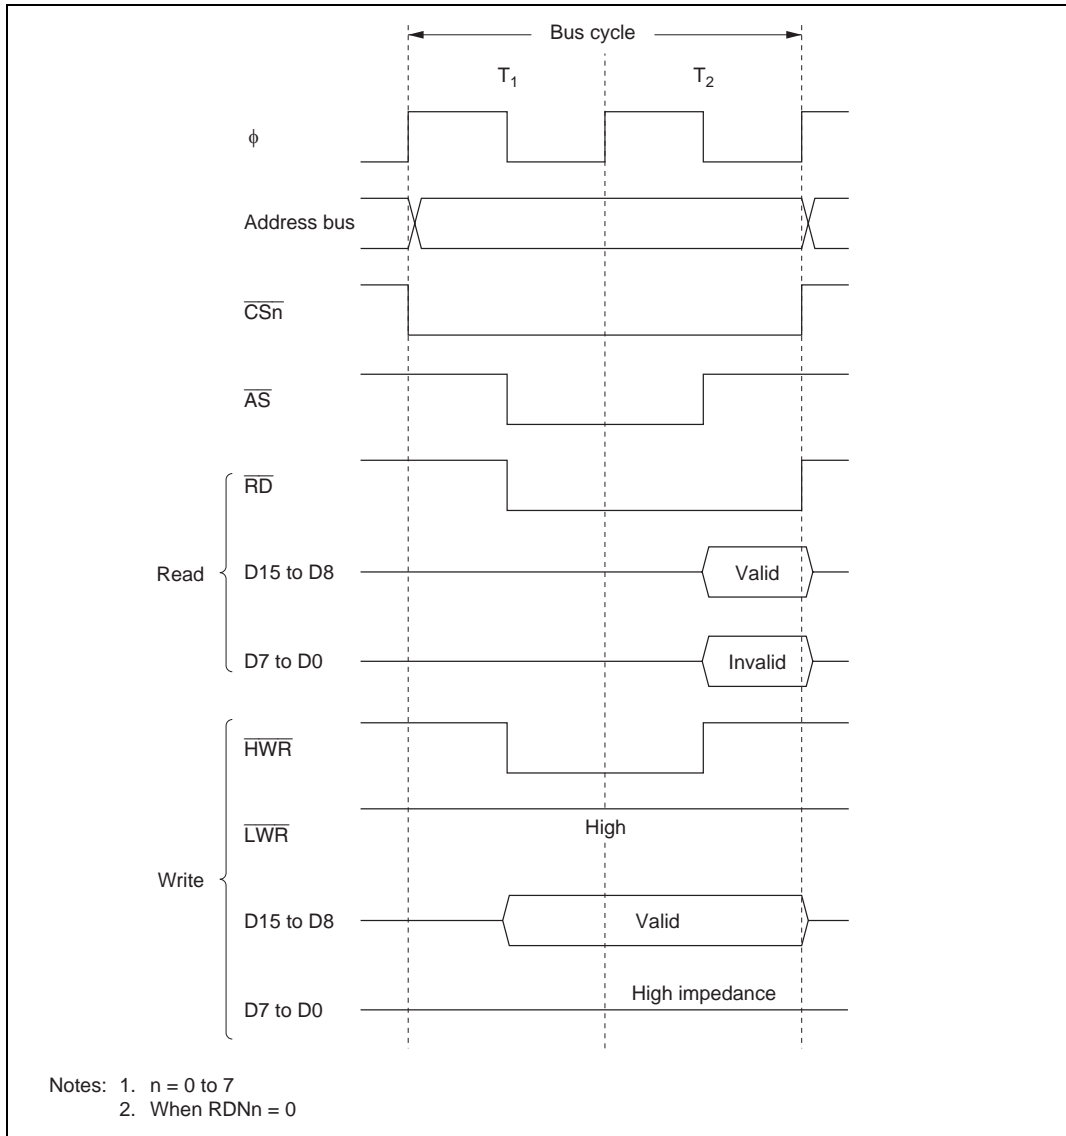 Bus cycle
T1 T2
ϕ
Address bus
CSn
AS
Read
RD
D15 to D8 Valid
D7 to D0 Invalid
Write
HWR
LWR High
D15 to D8 Valid
D7 to D0 High impedance
Notes: 1. n = 0 to 7
2. When RDNn = 0